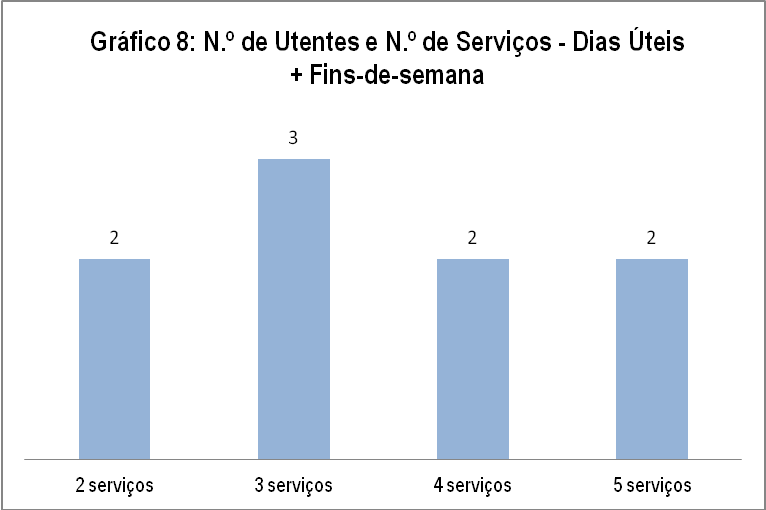 Gráfico 8: N.º de Utentes e N.º de Serviços - Dias Úteis
+ Fins-de-semana
2
3
2
2
2 serviços
3 serviços
4 serviços
5 serviços